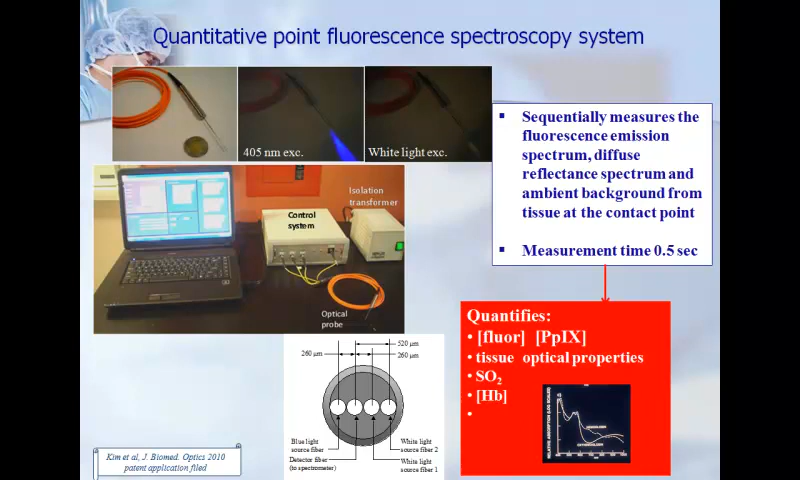 Quantitative point fluorescence spectroscopy system
405 nm exc.
White light exc.
▪ Sequentially measures the
fluorescence emission
spectrum, diffuse
reflectance spectrum and
ambient background from
tissue at the contact point
▪ Measurement time 0.5 sec
Isolation
transformer
Control
system
Optical
probe
Quantifies:
• [fluor] [PpIX]
• tissue optical properties
• SO2
• [Hb]
•
RELATIVE ABSORPTION (LOG SCALED)
520 μm
260 μm
260 μm
Blue light
source fiber
Detector fiber
(to spectrometer)
White light
source fiber 2
White light
source fiber 1
Kim et al, J. Biomed. Optics 2010
patent application filed